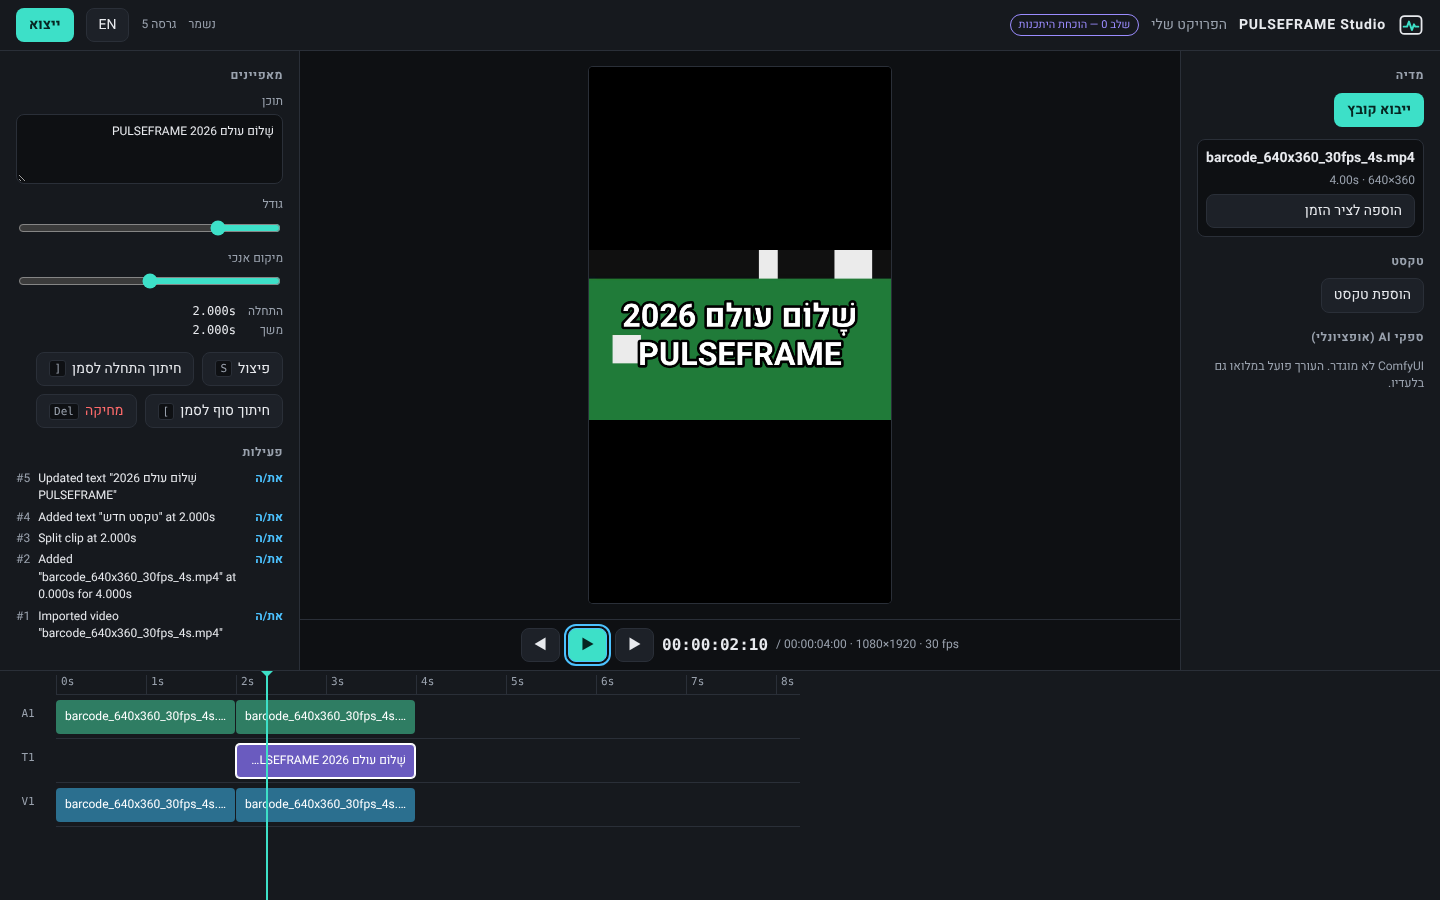 PULSEFRAME Studio
הפרויקט שלי
שלב 0 — הוכחת היתכנות
נשמר
גרסה 5
EN
ייצוא
מדיה
ייבוא קובץ
barcode_640x360_30fps_4s.mp4
4.00s · 640×360
הוספה לציר הזמן
טקסט
הוספת טקסט
ספקי AI (אופציונלי)
ComfyUI לא מוגדר. העורך פועל במלואו גם
בלעדיו.
שָׁלוֹם עולם 2026
PULSEFRAME
00:00:02:10 / 00:00:04:00 · 1080×1920 · 30 fps
מאפיינים
תוכן
שָׁלוֹם עולם 2026 PULSEFRAME
גודל
מיקום אנכי
התחלה 2.000s
משך 2.000s
פיצול S
חיתוך התחלה לסמן [
חיתוך סוף לסמן ]
מחיקה Del
פעילות
את/ה
#5 Updated text "שָׁלוֹם עולם 2026
PULSEFRAME"
את/ה
#4 Added text "טקסט חדש" at 2.000s
את/ה
#3 Split clip at 2.000s
את/ה
#2 Added
"barcode_640x360_30fps_4s.mp4" at
0.000s for 4.000s
את/ה
#1 Imported video
"barcode_640x360_30fps_4s.mp4"
0s 1s 2s 3s 4s 5s 6s 7s 8s
A1 barcode_640x360_30fps_4s.… barcode_640x360_30fps_4s.…
T1 שָׁלוֹם עולם 2026 LSEFRAME…
V1 barcode_640x360_30fps_4s.… barcode_640x360_30fps_4s.…